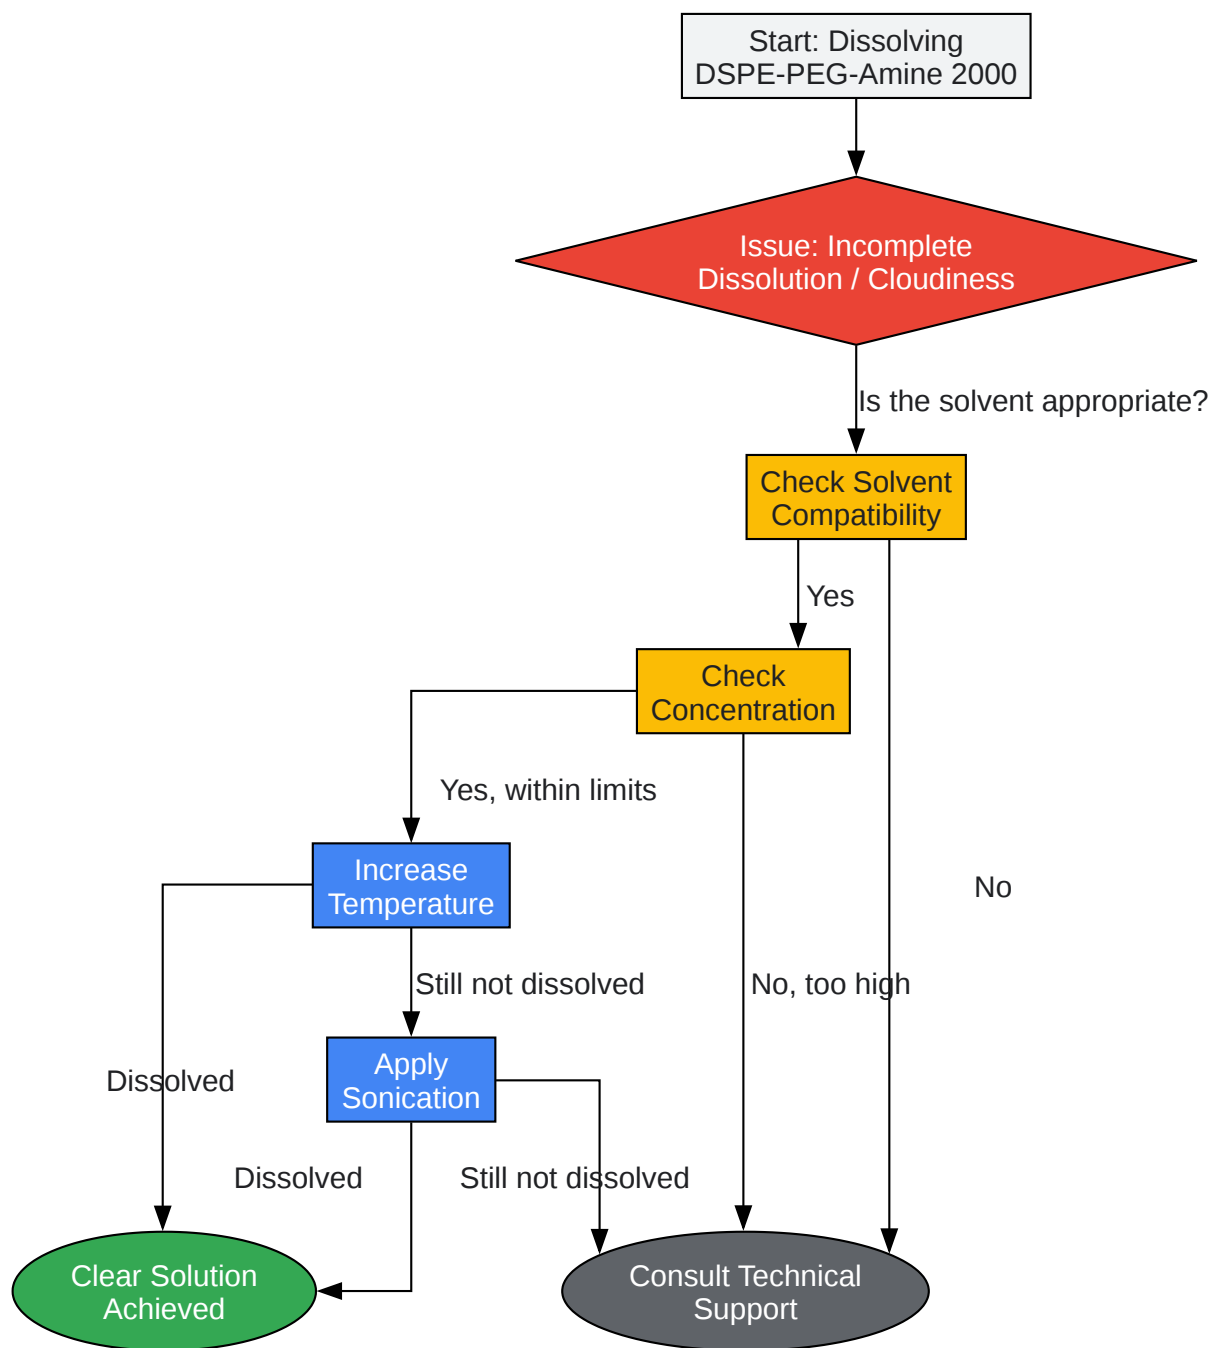 Start: Dissolving
DSPE-PEG-Amine 2000
Issue: Incomplete
Dissolution / Cloudiness
Is the solvent appropriate?
Check Solvent
Compatibility
Yes
Check
Concentration
Yes, within limits
Increase
Temperature
No
Still not dissolved
No, too high
Apply
Sonication
Dissolved
Dissolved
Still not dissolved
Clear Solution
Achieved
Consult Technical
Support